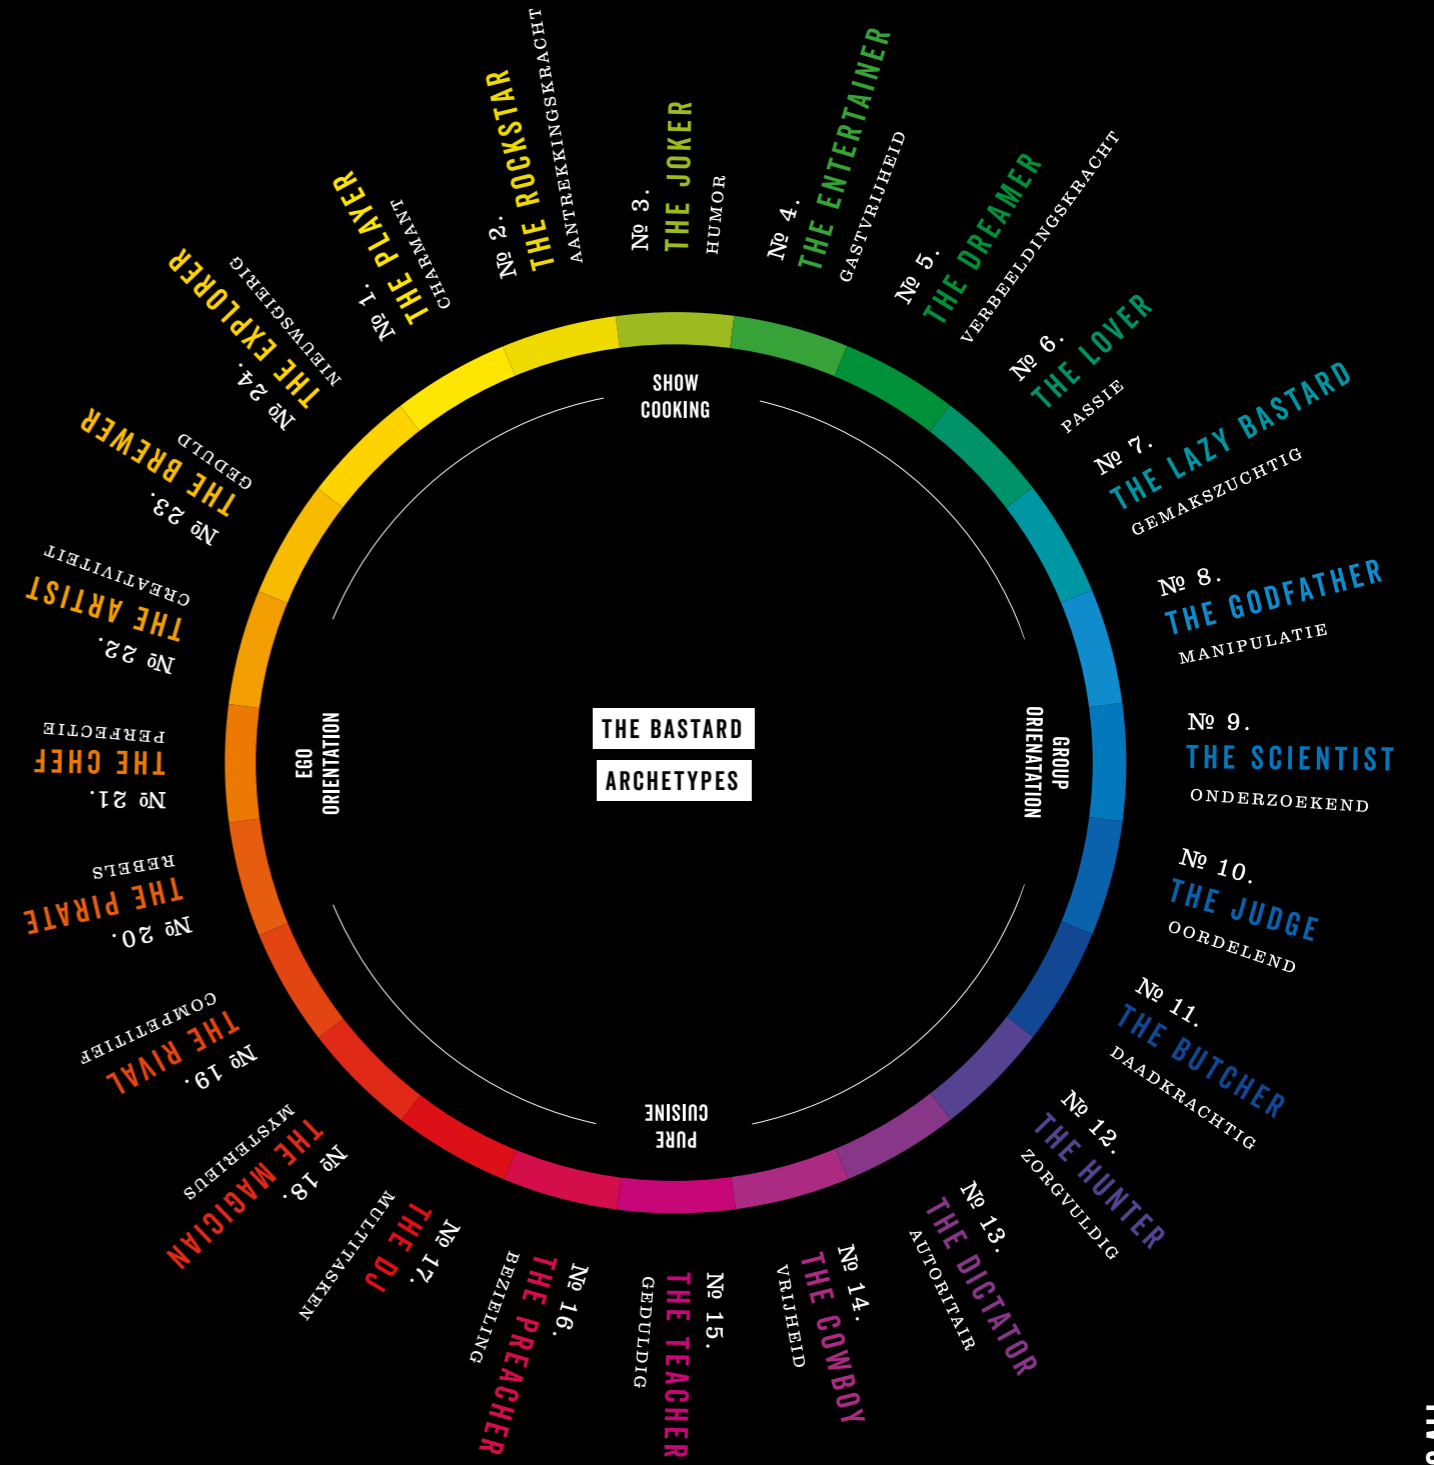 THE BASTARD
ARCHETYPES
SHOW
COOKING
GROUP
ORIENATATION
PURE
CUISINE
EGO
ORIENTATION
№ 1.
THE PLAYER
CHARMANT
№ 2.
THE ROCKSTAR
AANTREKKINGSKRACHT
№ 3.
THE JOKER
HUMOR
№ 4.
THE ENTERTAINER
GASTVRIJHEID
№ 5.
THE DREAMER
VERBEELDINGSKRACHT
№ 6.
THE LOVER
PASSIE
№ 7.
THE LAZY BASTARD
GEMAKSZUCHTIG
№ 8.
THE GODFATHER
MANIPULATIE
№ 9.
THE SCIENTIST
ONDERZOEKEND
№ 10.
THE JUDGE
OORDELEND
№ 11.
THE BUTCHER
DAADKRACHTIG
№ 12.
THE HUNTER
ZORGVULDIG
№ 13.
THE DICTATOR
AUTORITAIR
№ 14.
THE COWBOY
VRIJHEID
№ 15.
THE TEACHER
GEDULDIG
№ 16.
THE PREACHER
BEZIELING
№ 17.
THE DJ
MULTITASKEN
№ 18.
THE MAGICIAN
MYSTERIEUS
№ 19.
THE RIVAL
COMPETITIEF
№ 20.
THE PIRATE
REBELS
№ 21.
THE CHEF
PERFECTIE
№ 22.
THE ARTIST
CREATIVITEIT
№ 23.
THE BREWER
GEDULD
№ 24.
THE EXPLORER
NIEUWSGIERIG